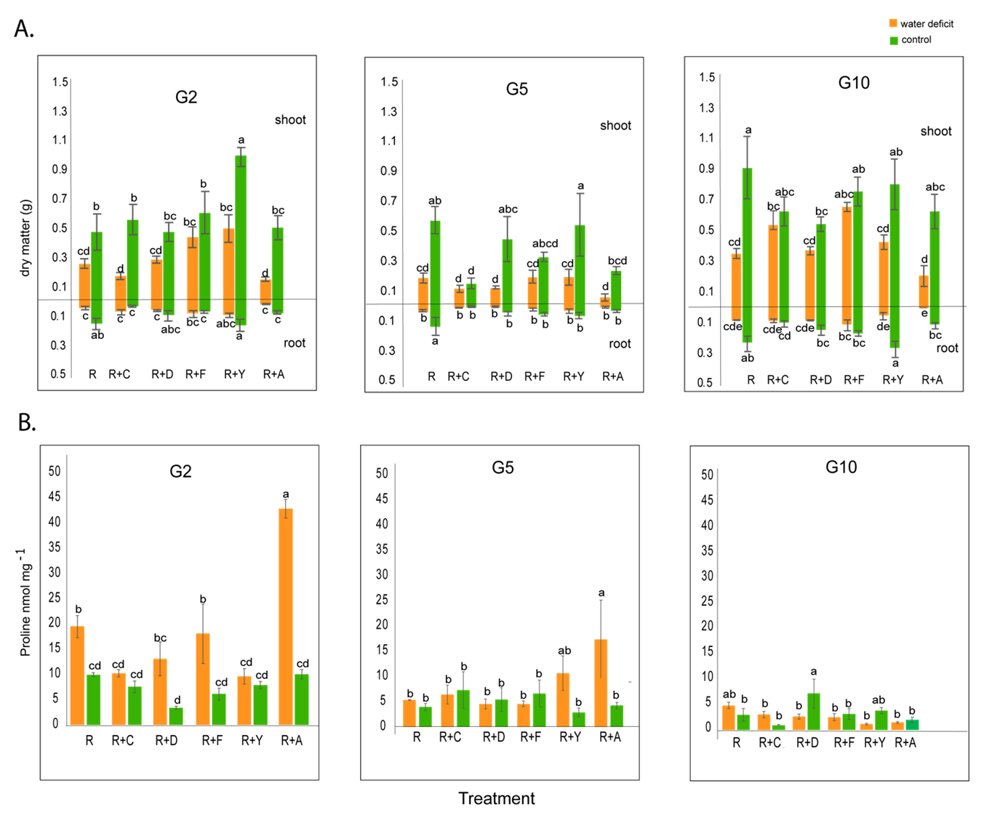 A.
water deficit
control
G2
G5
G10
shoot
shoot
shoot
dry matter (g)
1.5
1.3
1.1
0.9
0.7
0.5
0.3
0.1
0.1
0.3
0.5
a
b
b
b
b
bc
bc
bc
bc
cd
cd
d
d
c
c
c
c
c
c
ab
abc
bc
abc
a
root
R R+C R+D R+F R+Y R+A
1.5
1.3
1.1
0.9
0.7
0.5
0.3
0.1
0.1
0.3
0.5
a
ab
abc
abcd
bcd
cd
d
d
d
cd
cd
d
b
a
b
b
b
b
b
b
b
b
b
b
root
R R+C R+D R+F R+Y R+A
1.5
1.3
1.1
0.9
0.7
0.5
0.3
0.1
0.1
0.3
0.5
a
ab
ab
abc
abc
abc
bc
bc
cd
cd
cd
d
cde
ab
cde
cd
cde
bc
bc
bc
de
a
e
bc
root
R R+C R+D R+F R+Y R+A
B.
G2
G5
G10
Proline nmol mg-1
50
45
40
35
30
25
20
15
10
5
0
b
cd
cd
cd
bc
d
b
cd
cd
cd
a
cd
R R+C R+D R+F R+Y R+A
50
45
40
35
30
25
20
15
10
5
0
b
b
b
b
b
b
b
b
ab
b
a
b
R R+C R+D R+F R+Y R+A
50
45
40
35
30
25
20
15
10
5
0
ab
b
b
b
b
a
b
b
b
ab
b
b
R R+C R+D R+F R+Y R+A
Treatment